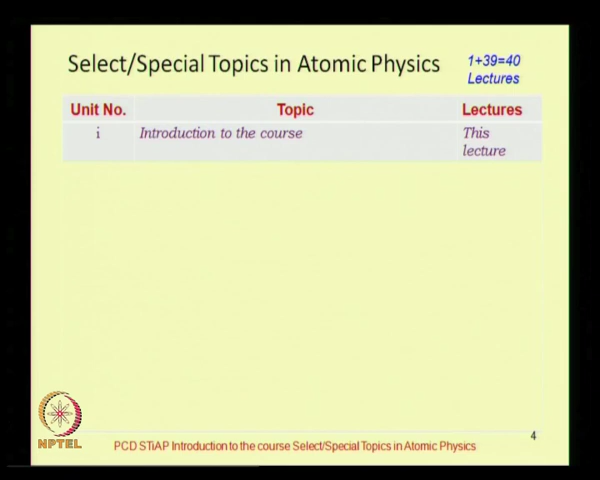 Select/Special Topics in Atomic Physics
1+39=40
Lectures
Unit No. Topic Lectures
i Introduction to the course This
lecture
NPTEL
PCD STiAP Introduction to the course Select/Special Topics in Atomic Physics
4